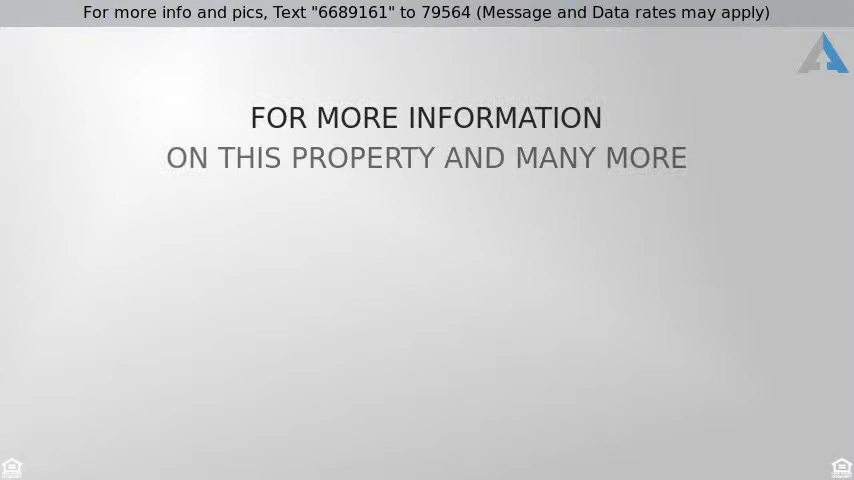 For more info and pics, Text "6689161" to 79564 (Message and Data rates may apply)
FOR MORE INFORMATION
ON THIS PROPERTY AND MANY MORE